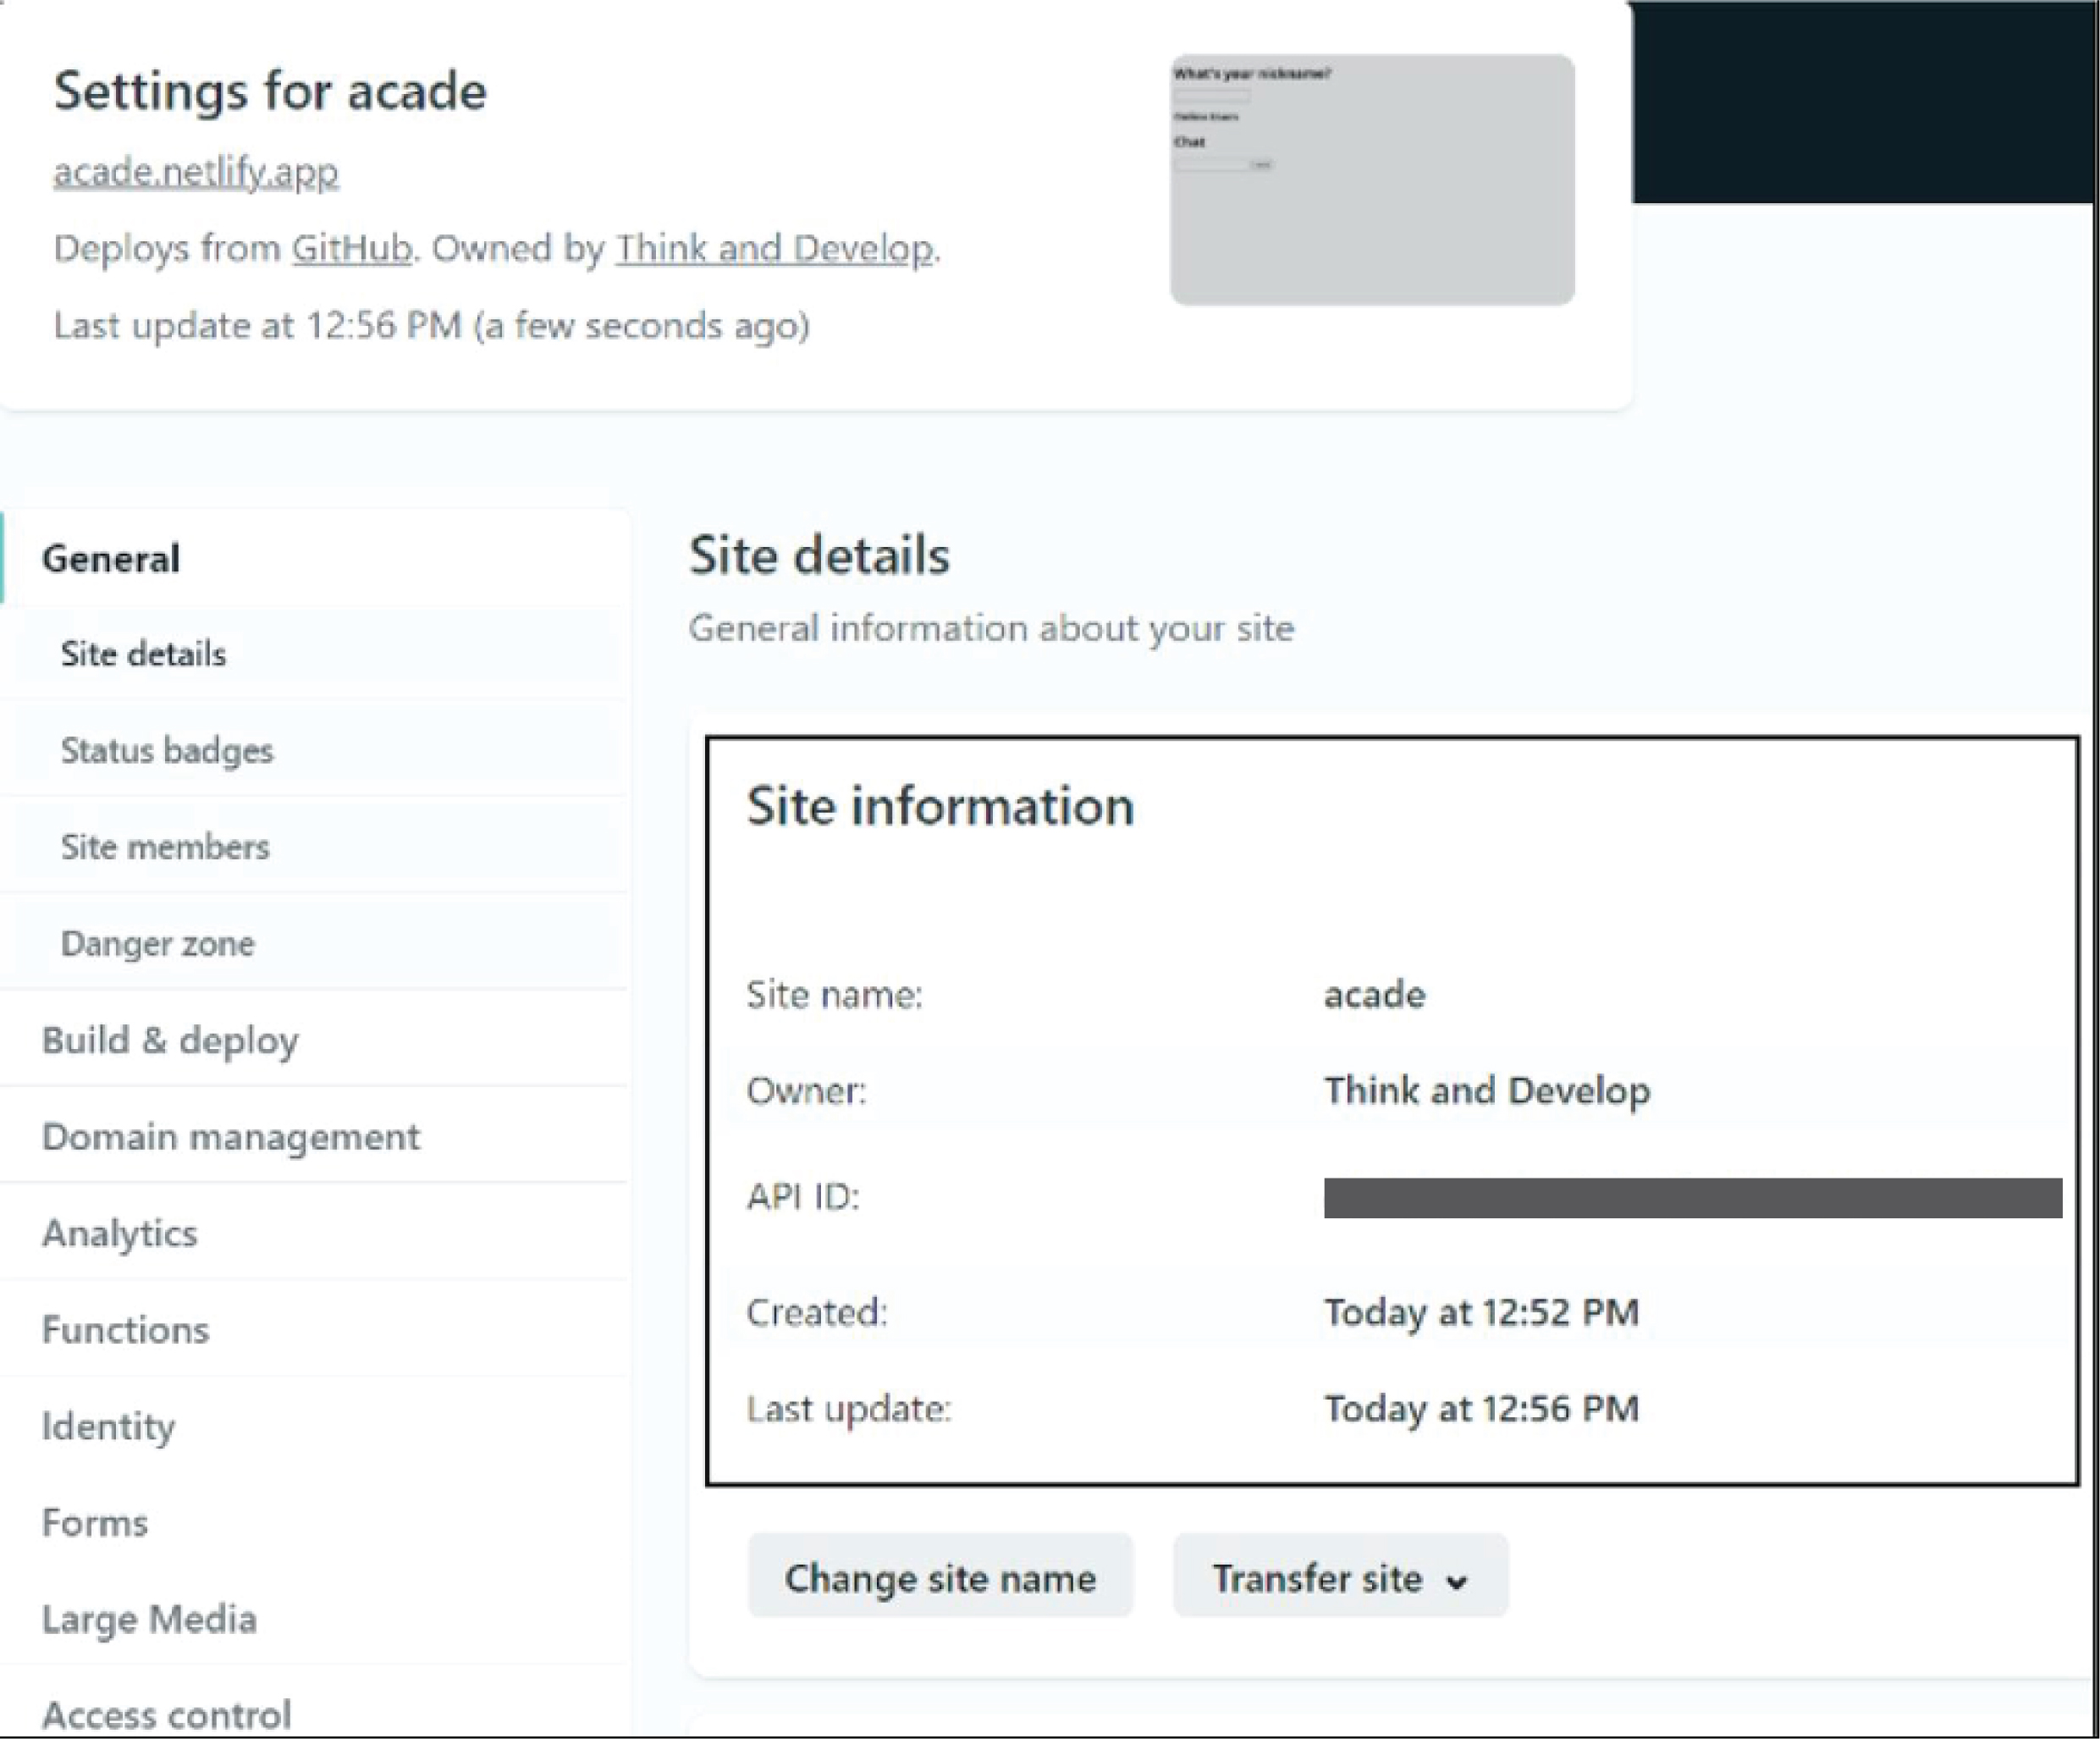 Settings for acade
acade.netlify.app
Deploys from GitHub. Owned by Think and Develop.
Last update at 12:56 PM (a few seconds ago)
What's your nickname?
Online Users
Chat
General
Site details
Status badges
Site members
Danger zone
Build & deploy
Domain management
Analytics
Functions
Identity
Forms
Large Media
Access control
Site details
General information about your site
Site information
Site name: acade
Owner: Think and Develop
API ID:
Created: Today at 12:52 PM
Last update: Today at 12:56 PM
Change site name Transfer site